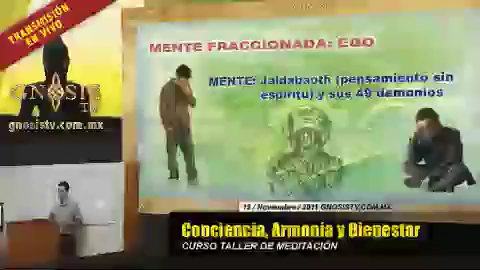 TRANSMISIÓN
EN VIVO
GNOSIS
TV
gnosistv.com.mx
MENTE FRACCIONADA: EGO
MENTE: Jaldabaoth (pensamiento sin
espíritu) y sus 49 demonios
12 / Noviembre / 2011 GNOSISTV.COM.MX
Conciencia, Armonia y Bienestar
CURSO TALLER DE MEDITACIÓN